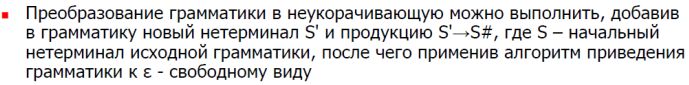 Преобразование грамматики в неукорачивающую можно выполнить, добавив
в грамматику новый нетерминал S' и продукцию S'→S#, где S – начальный
нетерминал исходной грамматики, после чего применив алгоритм приведения
грамматики к ε - свободному виду